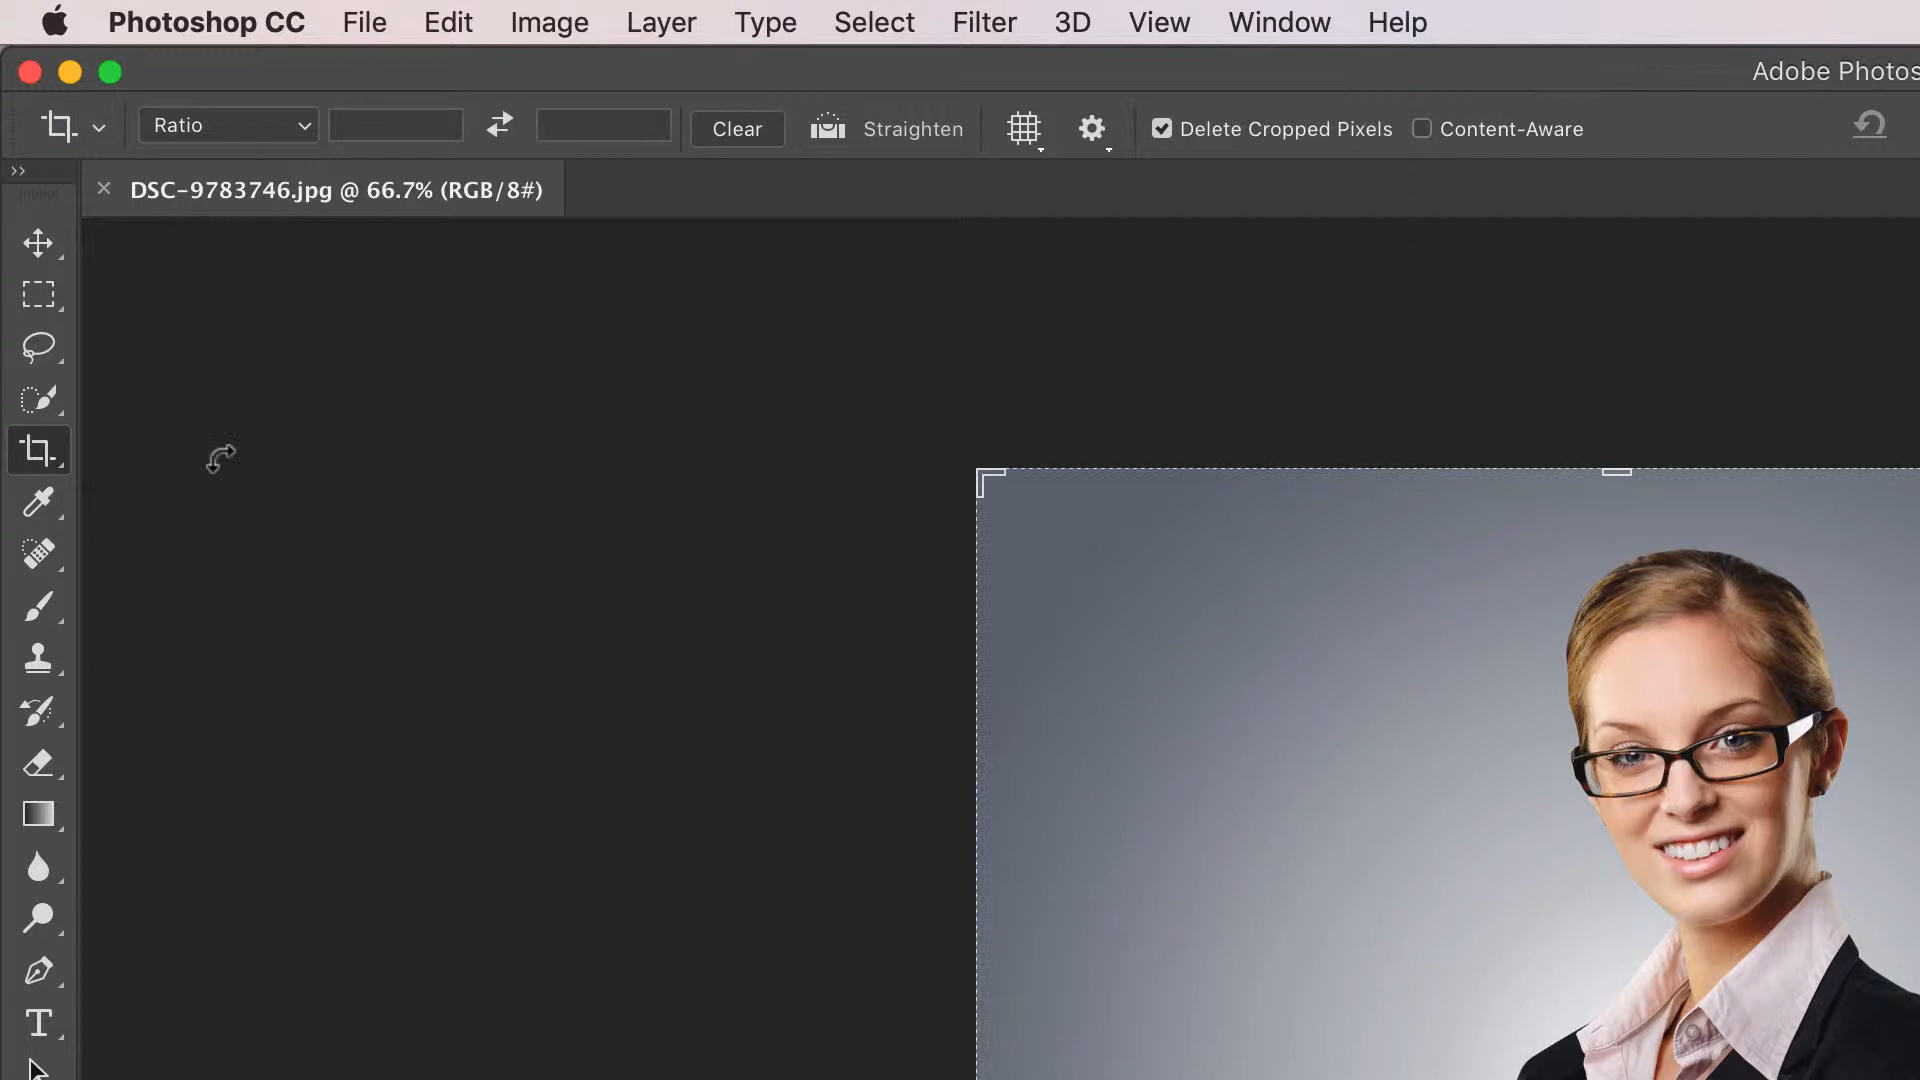 Photoshop CC File Edit Image Layer Type Select Filter 3D View Window Help
Adobe Photos
Ratio Clear Straighten Delete Cropped Pixels Content-Aware
DSC-9783746.jpg @ 66.7% (RGB/8#)